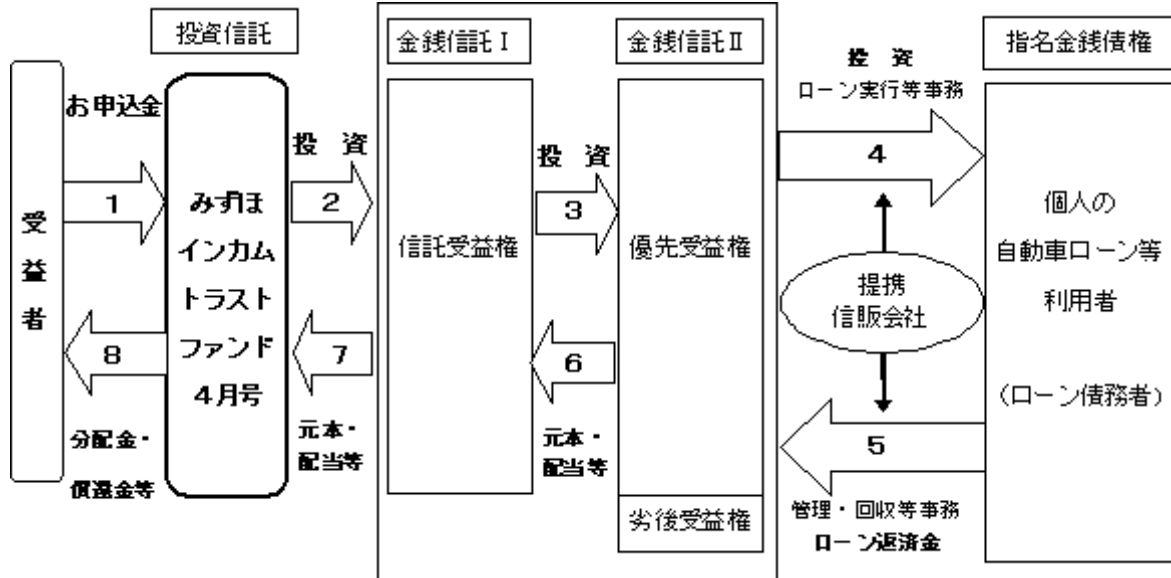 投資信託
金銭信託Ⅰ
金銭信託Ⅱ
指名金銭債権
受益者
お申込金
1
8
分配金・
償還金等
みずほ
インカム
トラスト
ファンド
4月号
投 資
2
7
元本・
配当等
信託受益権
投 資
3
6
元本・
配当等
優先受益権
劣後受益権
投 資
ローン実行等事務
4
提携
信販会社
5
管理・回収等事務
ローン返済金
個人の
自動車ローン等
利用者
(ローン債務者)